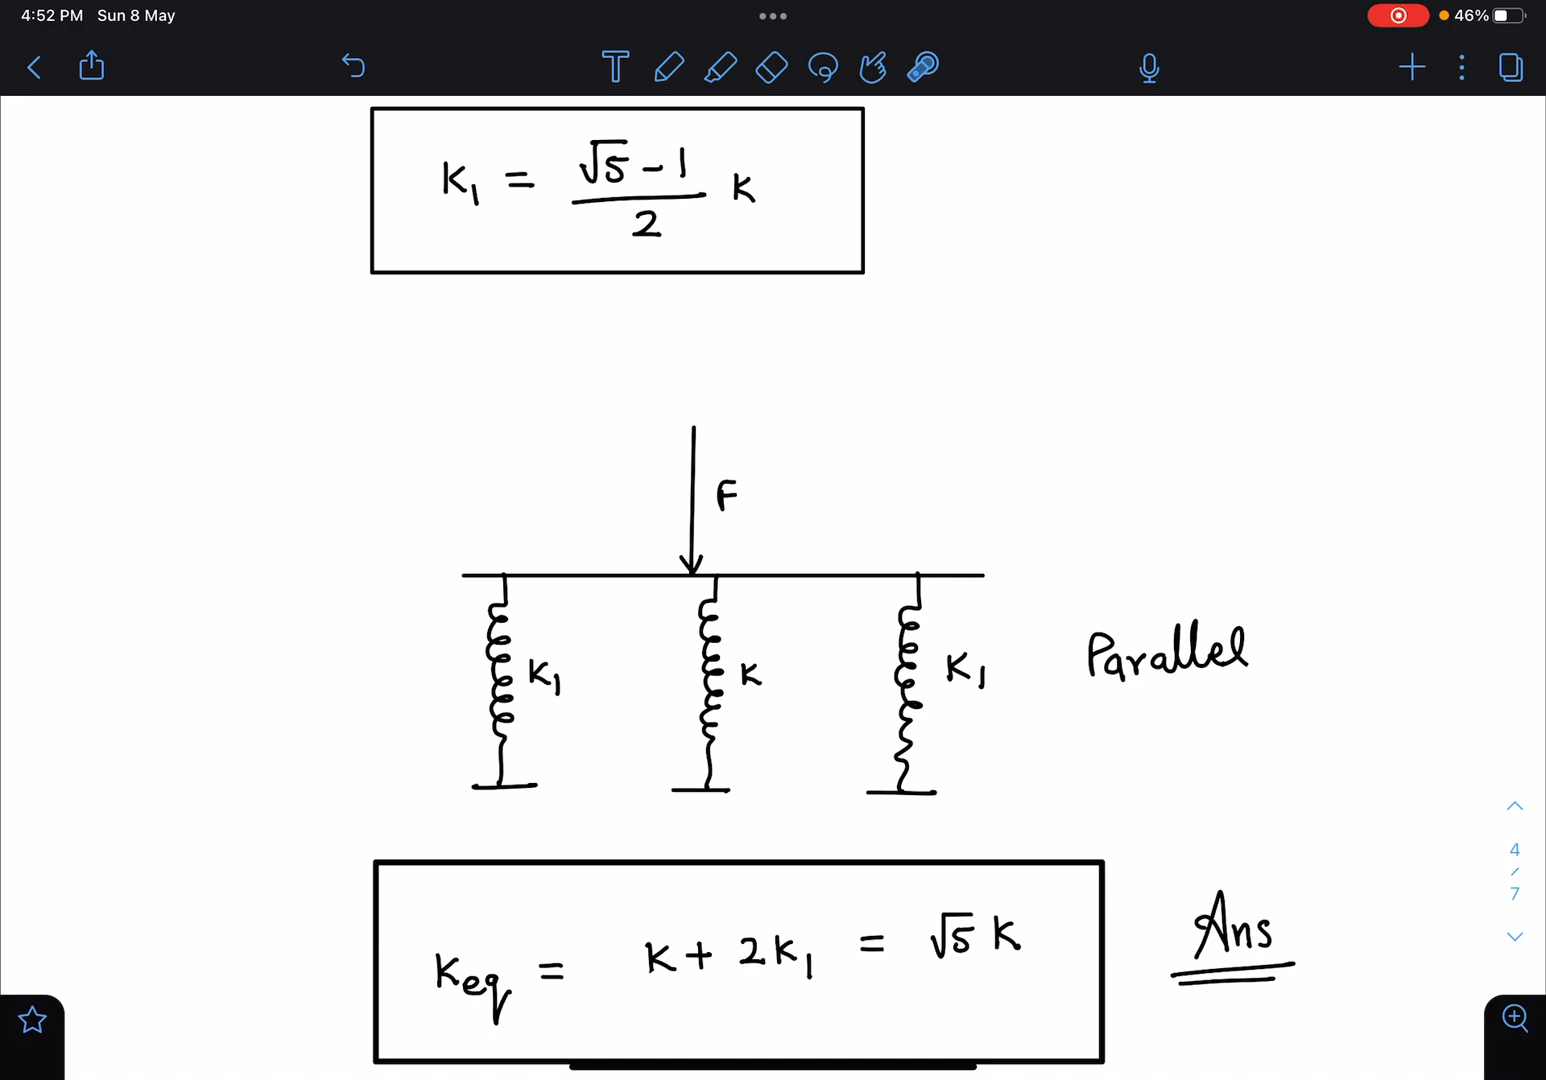 4:52 PM Sun 8 May
46%
T
K₁ = (√5 - 1)/2 K
F
K₁
K
K₁
Parallel
4
/
7
Keq = K + 2K₁ = √5 K
Ans